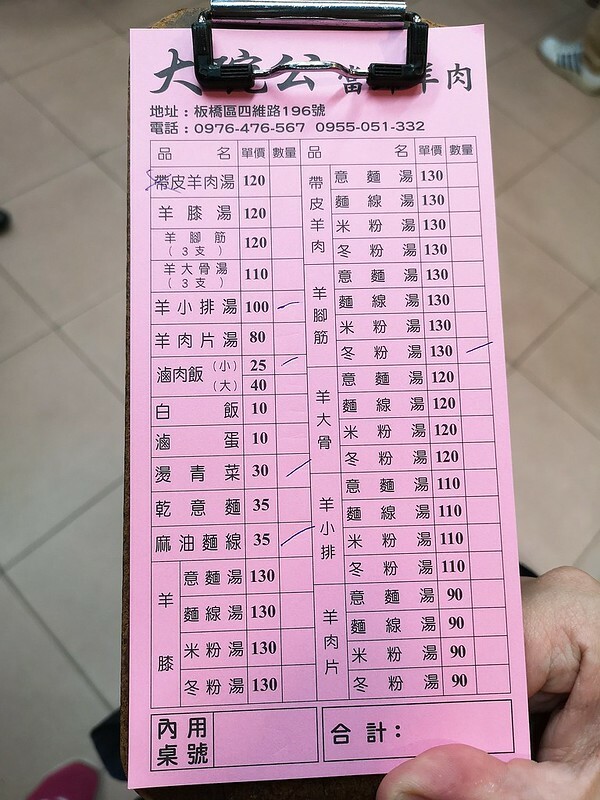 大院公 當 羊肉
地址：板橋區四維路196號
電話：0976-476-567 0955-051-332
品名 單價 數量 品名 單價 數量
帶皮羊肉湯 120
羊膝湯 120
羊腳筋（3支） 120
羊大骨湯（3支） 110
羊小排湯 100
羊肉片湯 80
滷肉飯（小） 25
（大） 40
白飯 10
滷蛋 10
燙青菜 30
乾意麵 35
麻油麵線 35
羊膝
意麵湯 130
麵線湯 130
米粉湯 130
冬粉湯 130
帶皮羊肉
意麵湯 130
麵線湯 130
米粉湯 130
冬粉湯 130
羊腳筋
意麵湯 130
麵線湯 130
米粉湯 130
冬粉湯 130
羊大骨
意麵湯 120
麵線湯 120
米粉湯 120
冬粉湯 120
羊小排
意麵湯 110
麵線湯 110
米粉湯 110
冬粉湯 110
羊肉片
意麵湯 90
麵線湯 90
米粉湯 90
冬粉湯 90
內用桌號
合計：